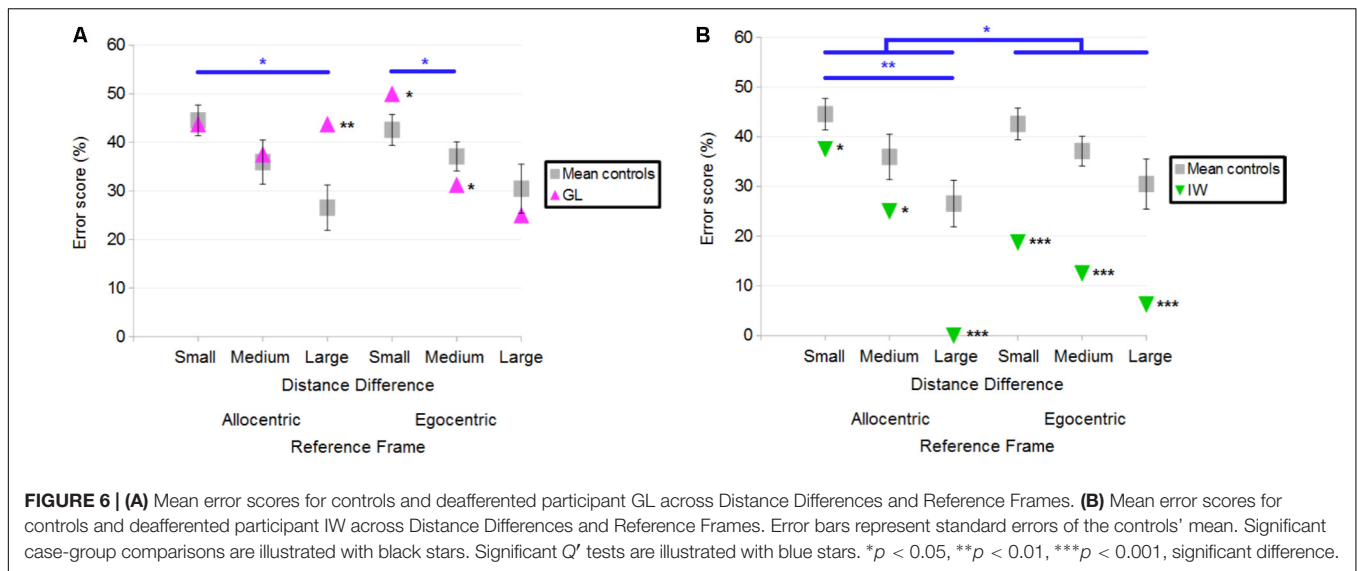 A
60
50
40
30
20
10
0
Error score (%)
*
*
*
**
*
Mean controls
GL
Small Medium Large Small Medium Large
Distance Difference
Allocentric Egocentric
Reference Frame
B
60
50
40
30
20
10
0
Error score (%)
*
**
*
*
***
***
***
***
Mean controls
IW
Small Medium Large Small Medium Large
Distance Difference
Allocentric Egocentric
Reference Frame
FIGURE 6 | (A) Mean error scores for controls and deafferented participant GL across Distance Differences and Reference Frames. (B) Mean error scores for
controls and deafferented participant IW across Distance Differences and Reference Frames. Error bars represent standard errors of the controls’ mean. Significant
case-group comparisons are illustrated with black stars. Significant Q′ tests are illustrated with blue stars. *p < 0.05, **p < 0.01, ***p < 0.001, significant difference.